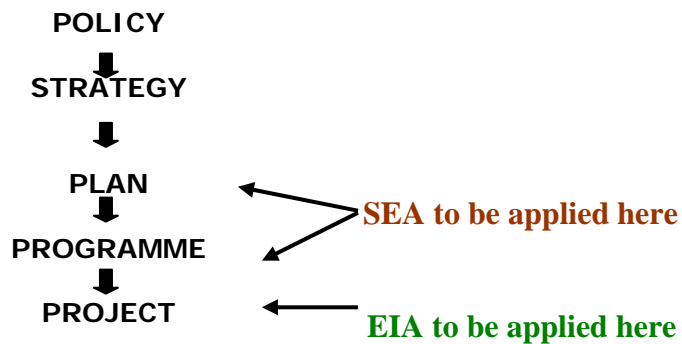 POLICY
STRATEGY
PLAN
SEA to be applied here
PROGRAMME
PROJECT
EIA to be applied here